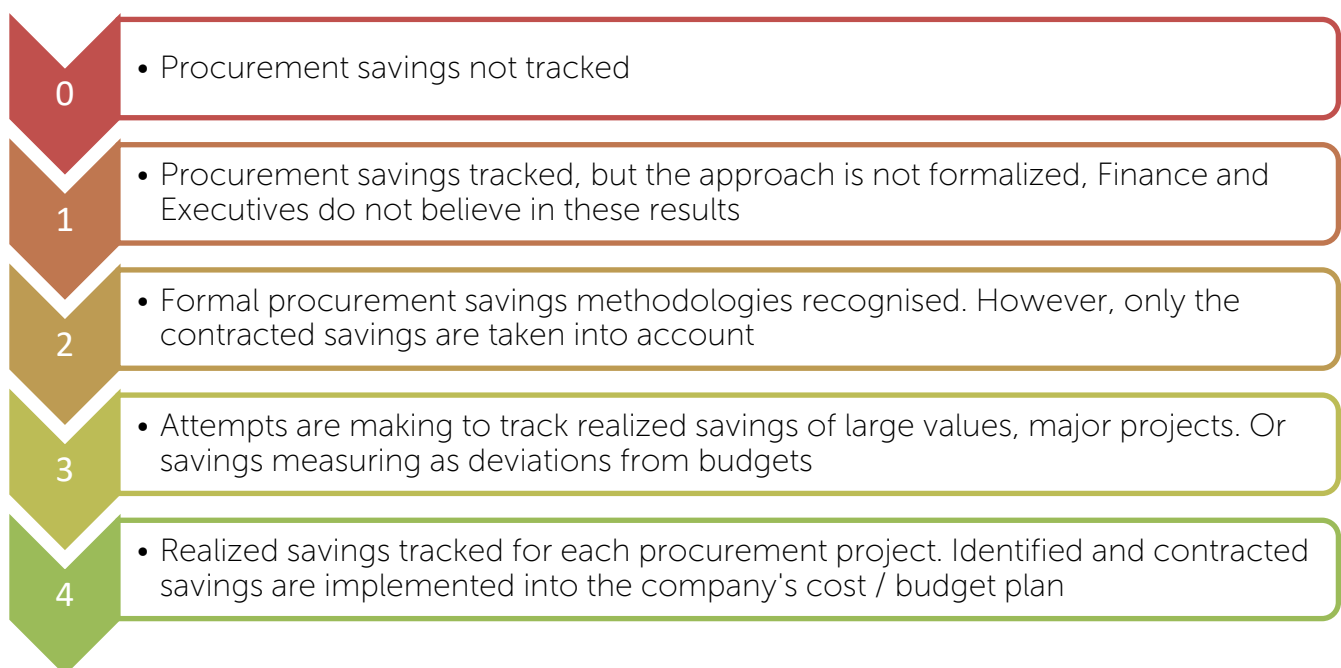 0
• Procurement savings not tracked
1
• Procurement savings tracked, but the approach is not formalized, Finance and
Executives do not believe in these results
2
• Formal procurement savings methodologies recognised. However, only the
contracted savings are taken into account
3
• Attempts are making to track realized savings of large values, major projects. Or
savings measuring as deviations from budgets
4
• Realized savings tracked for each procurement project. Identified and contracted
savings are implemented into the company's cost / budget plan